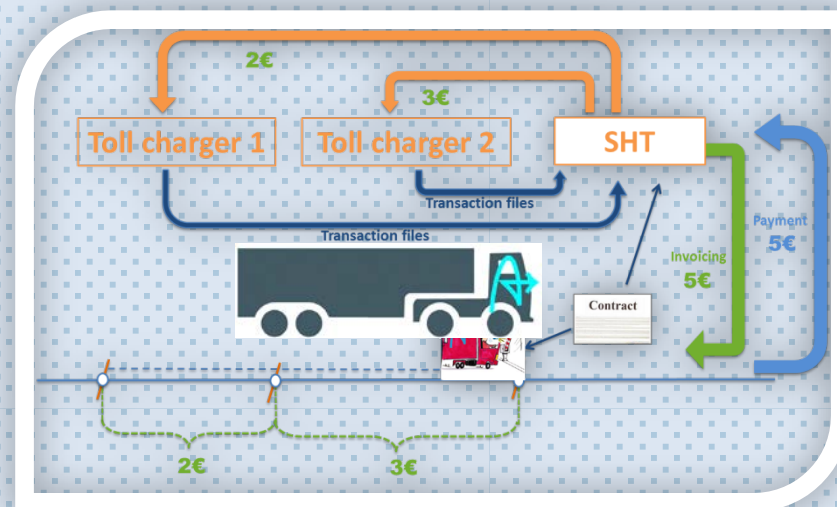 2€
3€
Toll charger 1
Toll charger 2
SHT
Transaction files
Transaction files
Payment
5€
Invoicing
5€
Contract
2€
3€